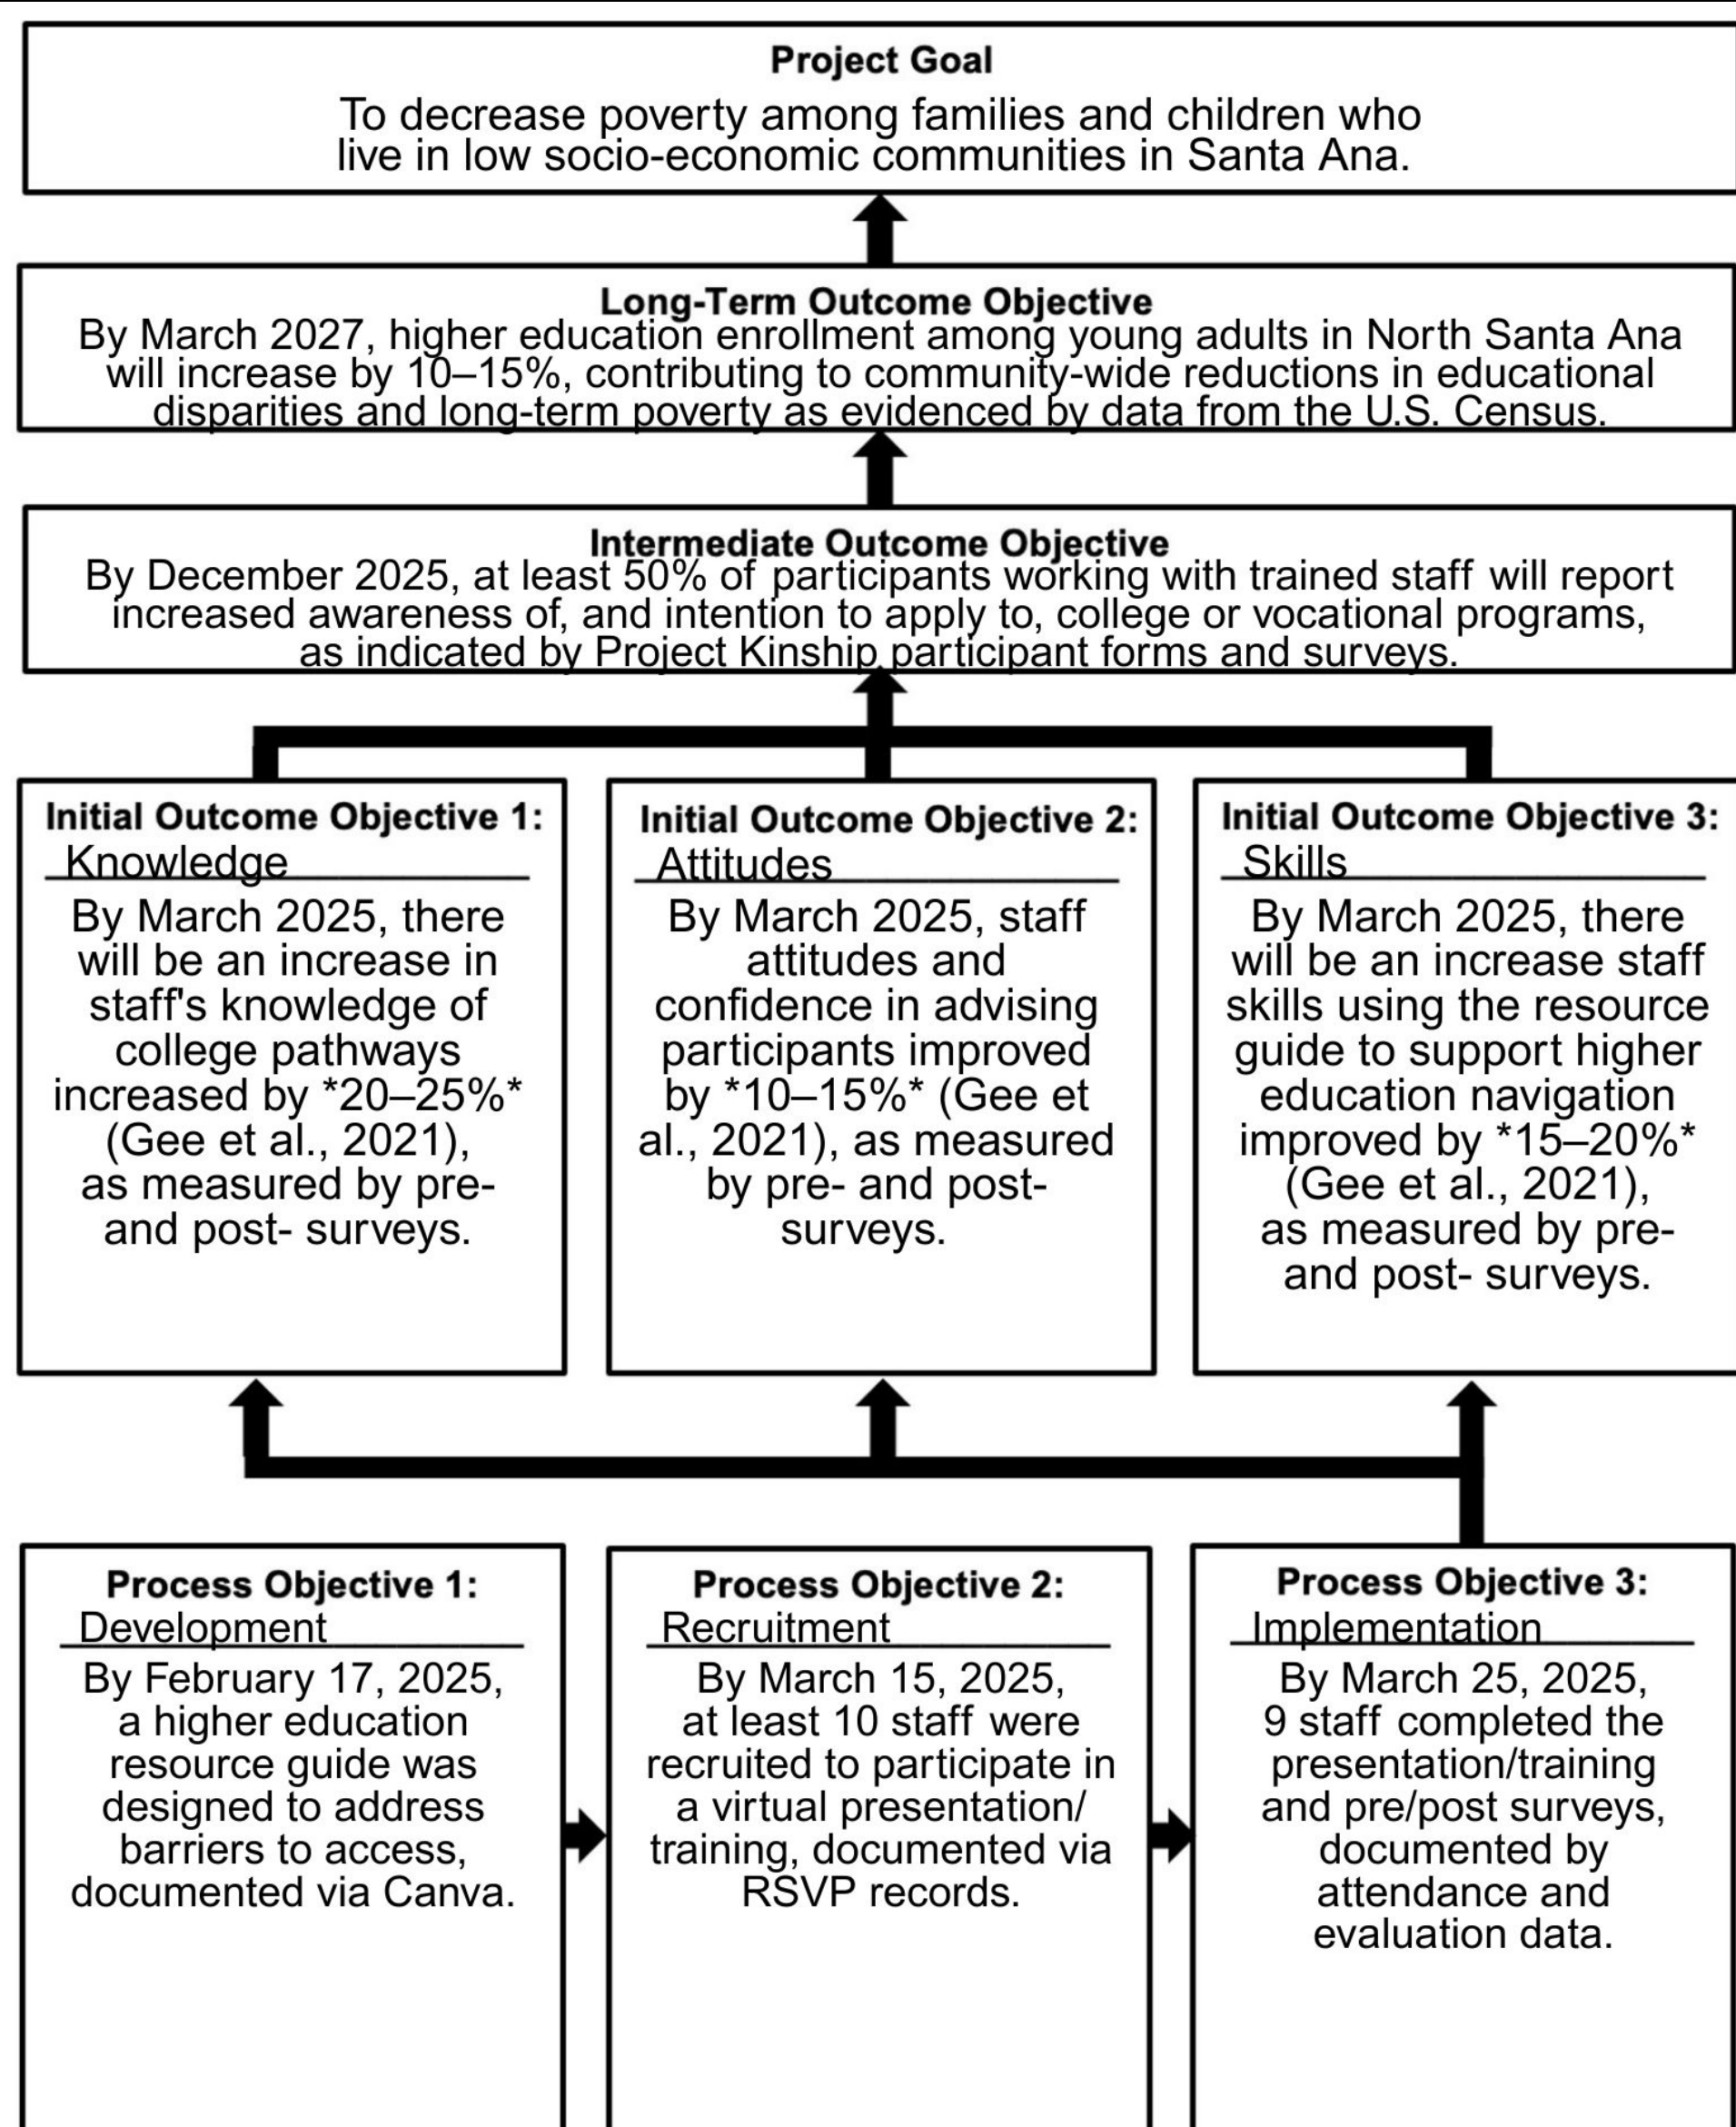 Project Goal
To decrease poverty among families and children who
live in low socio-economic communities in Santa Ana.
Long-Term Outcome Objective
By March 2027, higher education enrollment among young adults in North Santa Ana
will increase by 10–15%, contributing to community-wide reductions in educational
disparities and long-term poverty as evidenced by data from the U.S. Census.
Intermediate Outcome Objective
By December 2025, at least 50% of participants working with trained staff will report
increased awareness of, and intention to apply to, college or vocational programs,
as indicated by Project Kinship participant forms and surveys.
Initial Outcome Objective 1:
Knowledge
By March 2025, there
will be an increase in
staff's knowledge of
college pathways
increased by *20–25%*
(Gee et al., 2021),
as measured by pre-
and post- surveys.
Initial Outcome Objective 2:
Attitudes
By March 2025, staff
attitudes and
confidence in advising
participants improved
by *10–15%* (Gee et
al., 2021), as measured
by pre- and post-
surveys.
Initial Outcome Objective 3:
Skills
By March 2025, there
will be an increase staff
skills using the resource
guide to support higher
education navigation
improved by *15–20%*
(Gee et al., 2021),
as measured by pre-
and post- surveys.
Process Objective 1:
Development
By February 17, 2025,
a higher education
resource guide was
designed to address
barriers to access,
documented via Canva.
Process Objective 2:
Recruitment
By March 15, 2025,
at least 10 staff were
recruited to participate in
a virtual presentation/
training, documented via
RSVP records.
Process Objective 3:
Implementation
By March 25, 2025,
9 staff completed the
presentation/training
and pre/post surveys,
documented by
attendance and
evaluation data.